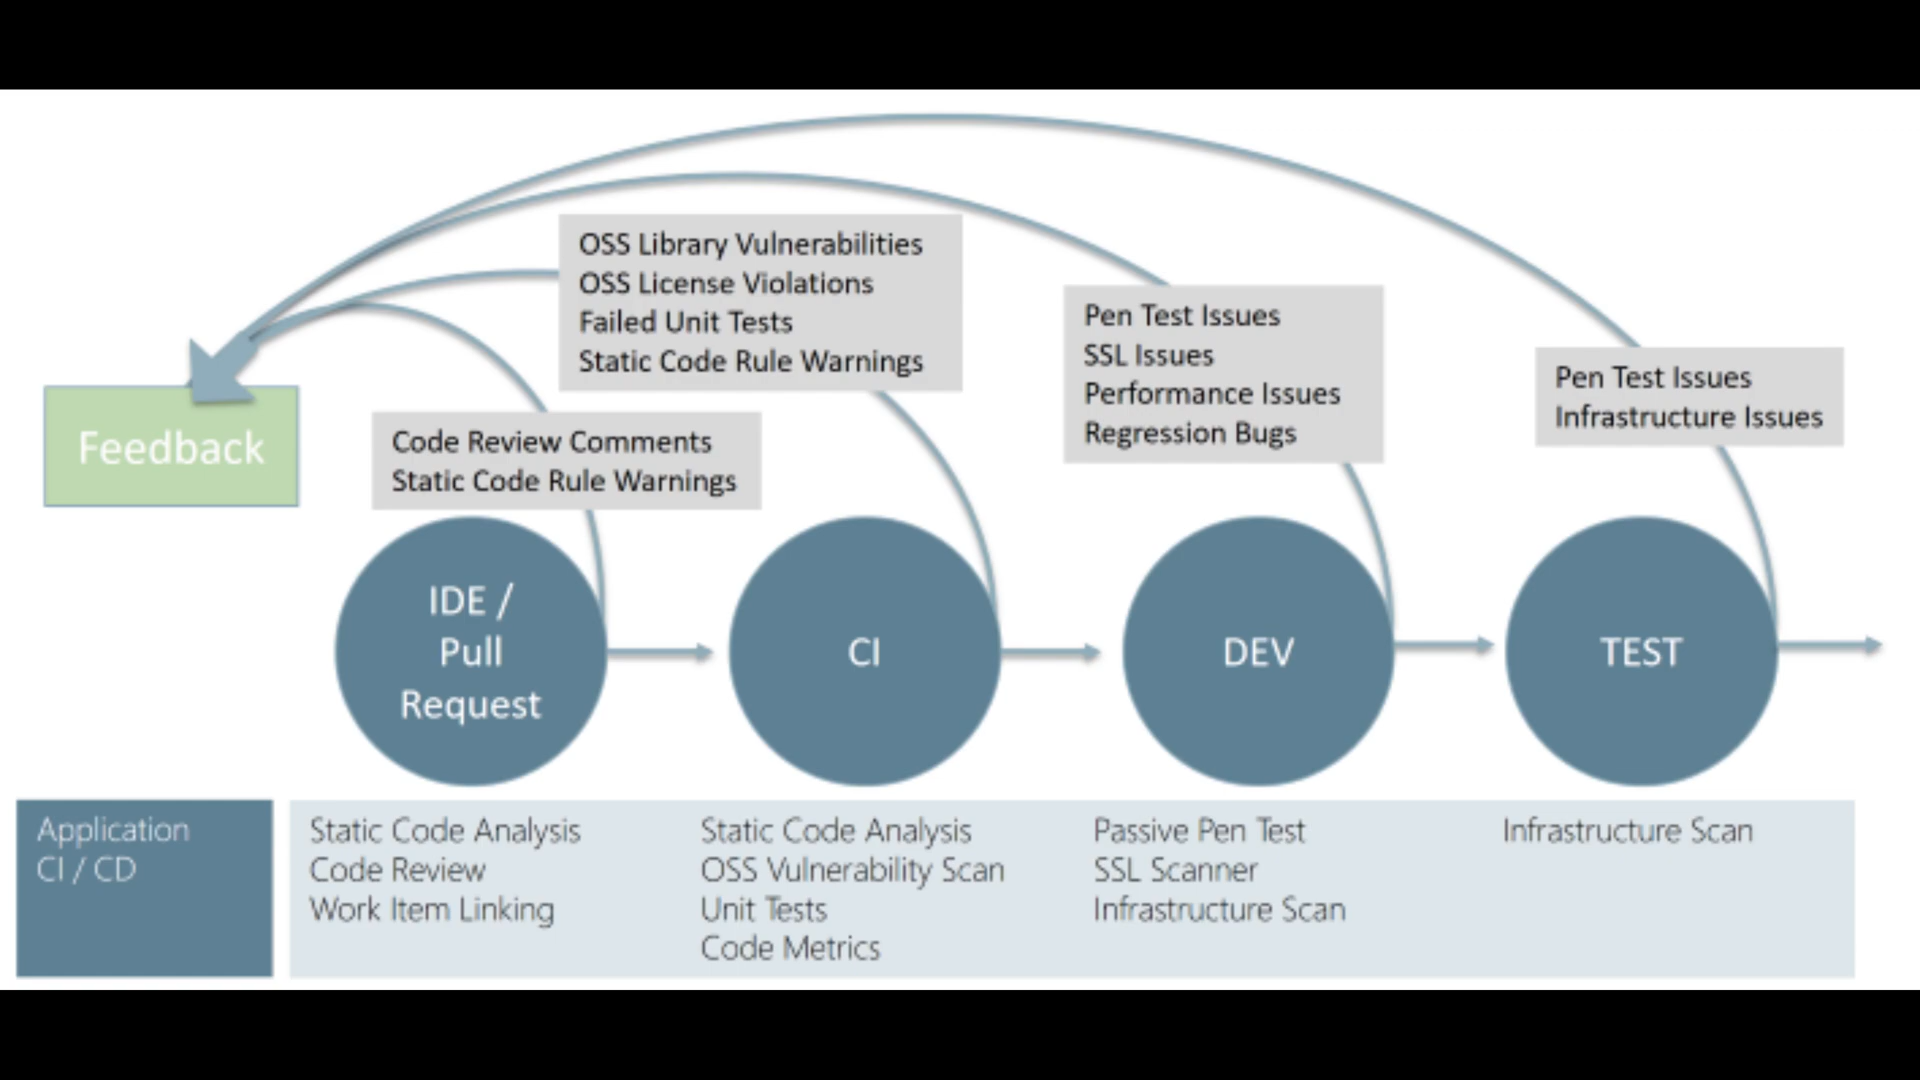 OSS Library Vulnerabilities
OSS License Violations
Failed Unit Tests
Static Code Rule Warnings
Pen Test Issues
SSL Issues
Performance Issues
Regression Bugs
Pen Test Issues
Infrastructure Issues
Feedback
Code Review Comments
Static Code Rule Warnings
IDE /
Pull
Request
CI
DEV
TEST
Application
CI / CD
Static Code Analysis
Code Review
Work Item Linking
Static Code Analysis
OSS Vulnerability Scan
Unit Tests
Code Metrics
Passive Pen Test
SSL Scanner
Infrastructure Scan
Infrastructure Scan